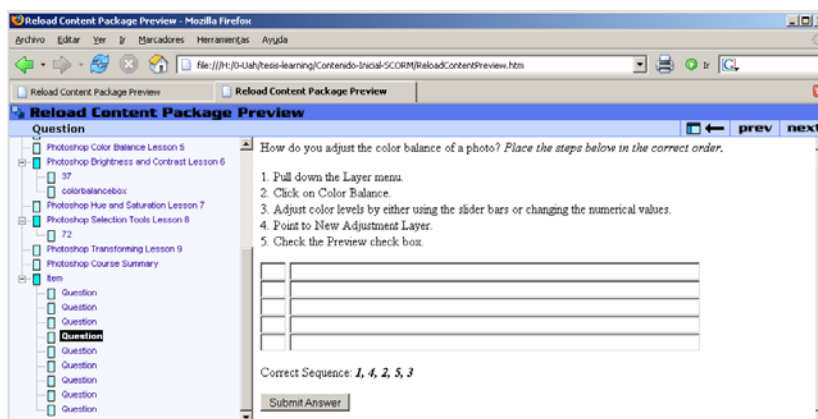 Reload Content Package Preview - Mozilla Firefox
Archivo Editar Ver Ir Marcadores Herramientas Ayuda
file:///H:/0-Uah/tesis-learning/Contenido-Inicial-SCORM/ReloadContentPreview.htm Ir G
Reload Content Package Preview Reload Content Package Preview
Reload Content Package Preview
Question prev next
Photoshop Color Balance Lesson 5
Photoshop Brightness and Contrast Lesson 6
37
colorbalancebox
Photoshop Hue and Saturation Lesson 7
Photoshop Selection Tools Lesson 8
72
Photoshop Transforming Lesson 9
Photoshop Course Summary
Item
Question
Question
Question
Question
Question
Question
Question
Question
Question
How do you adjust the color balance of a photo? Place the steps below in the correct order.
1. Pull down the Layer menu.
2. Click on Color Balance.
3. Adjust color levels by either using the slider bars or changing the numerical values.
4. Point to New Adjustment Layer.
5. Check the Preview check box.
Correct Sequence: 1, 4, 2, 5, 3
Submit Answer